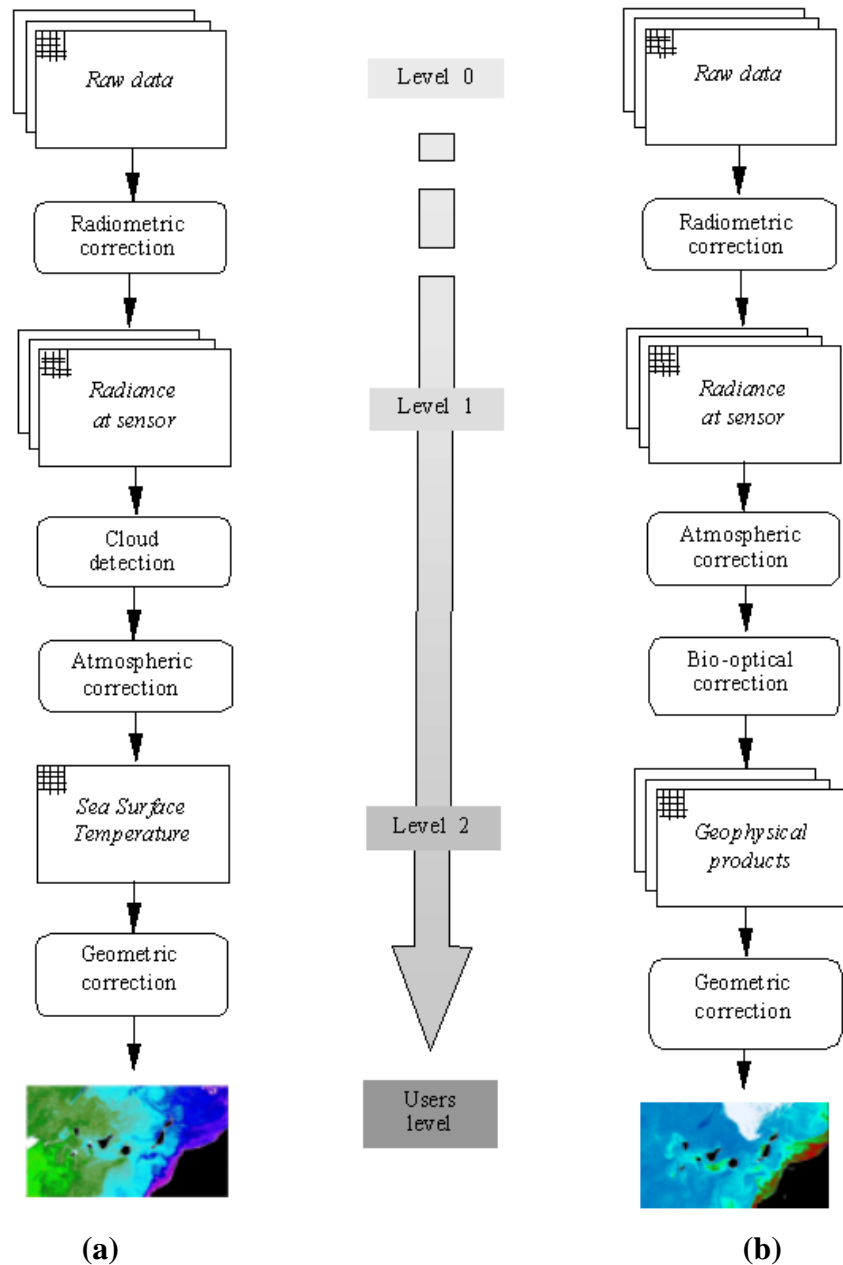 Raw data
Radiometric
correction
Radiance
at sensor
Cloud
detection
Atmospheric
correction
Sea Surface
Temperature
Geometric
correction
(a)
Level 0
Level 1
Level 2
Users
level
Raw data
Radiometric
correction
Radiance
at sensor
Atmospheric
correction
Bio-optical
correction
Geophysical
products
Geometric
correction
(b)